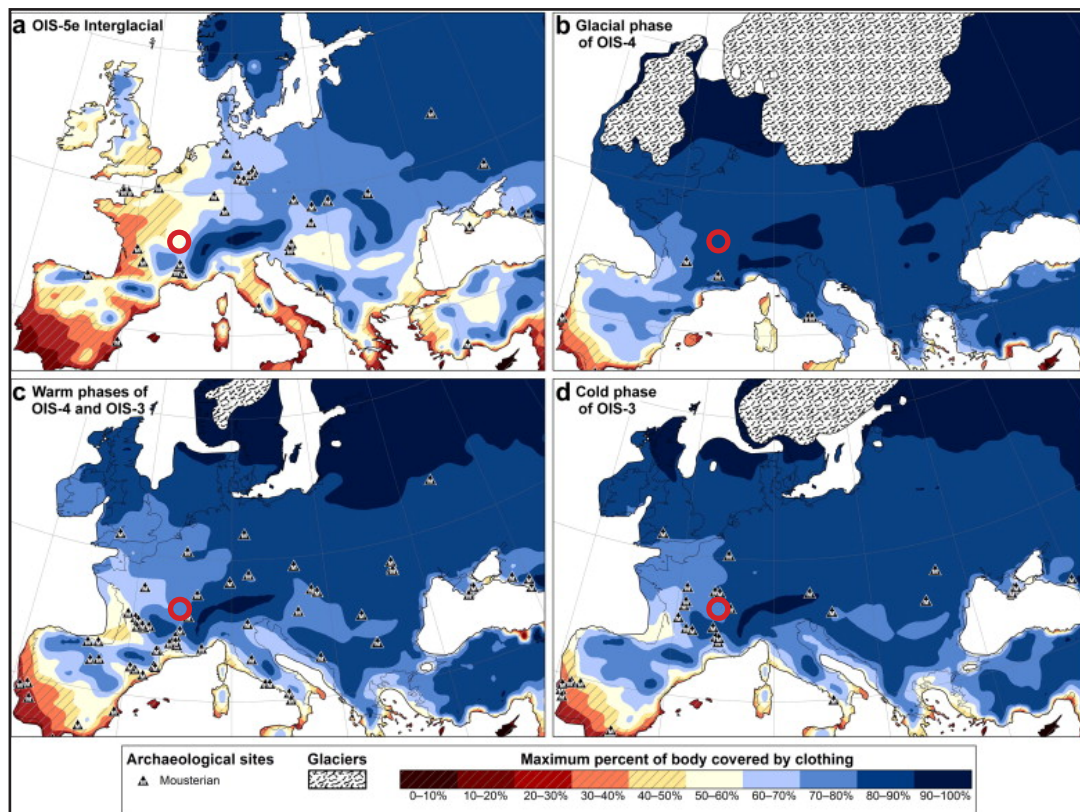 a OIS-5e Interglacial
b Glacial phase
of OIS-4
c Warm phases of
OIS-4 and OIS-3
d Cold phase
of OIS-3
Archaeological sites
Mousterian
Glaciers
Maximum percent of body covered by clothing
0–10% 10–20% 20–30% 30–40% 40–50% 50–60% 60–70% 70–80% 80–90% 90–100%